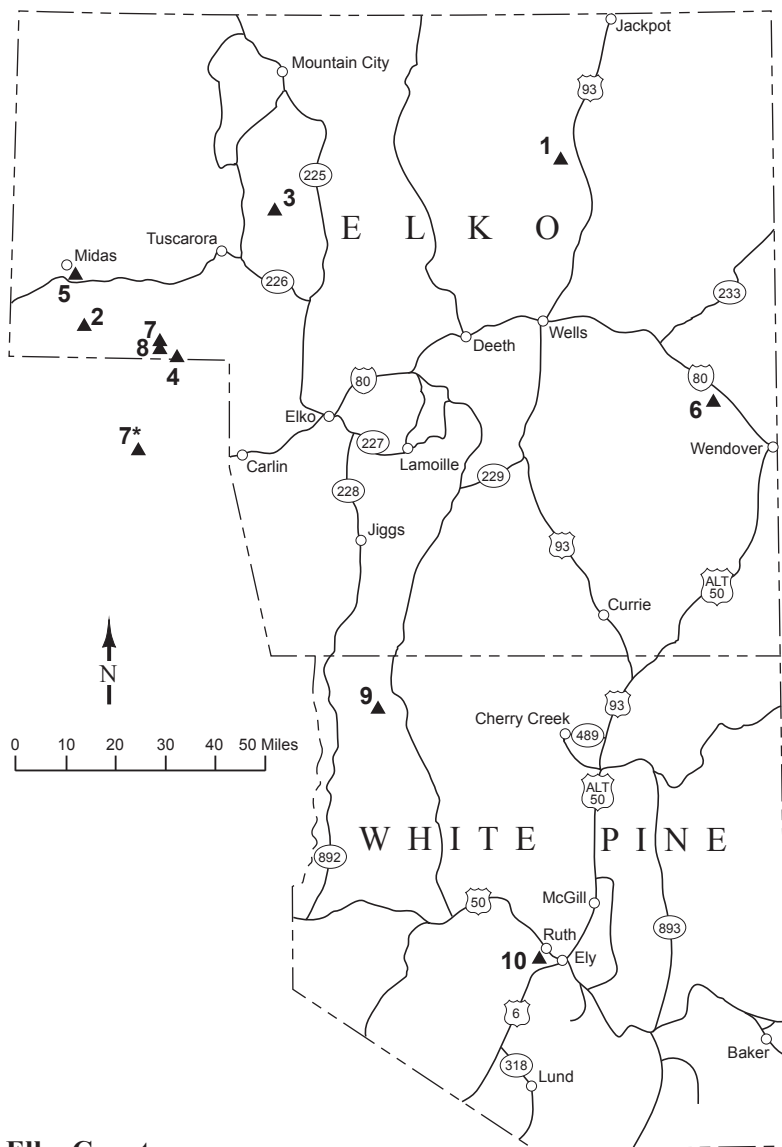 Jackpot
Mountain City
93
1
225
3
E L K O
Tuscarora
Midas
5
226
233
2
7
8
4
Deeth
Wells
80
80
6
Elko
7*
227
Carlin
Lamoille
Wendover
228
229
Jiggs
93
ALT
50
Currie
N
9
93
Cherry Creek
489
0 10 20 30 40 50 Miles
ALT
50
W H I T E P I N E
892
50
McGill
893
Ruth
10
Ely
6
Baker
318
Lund